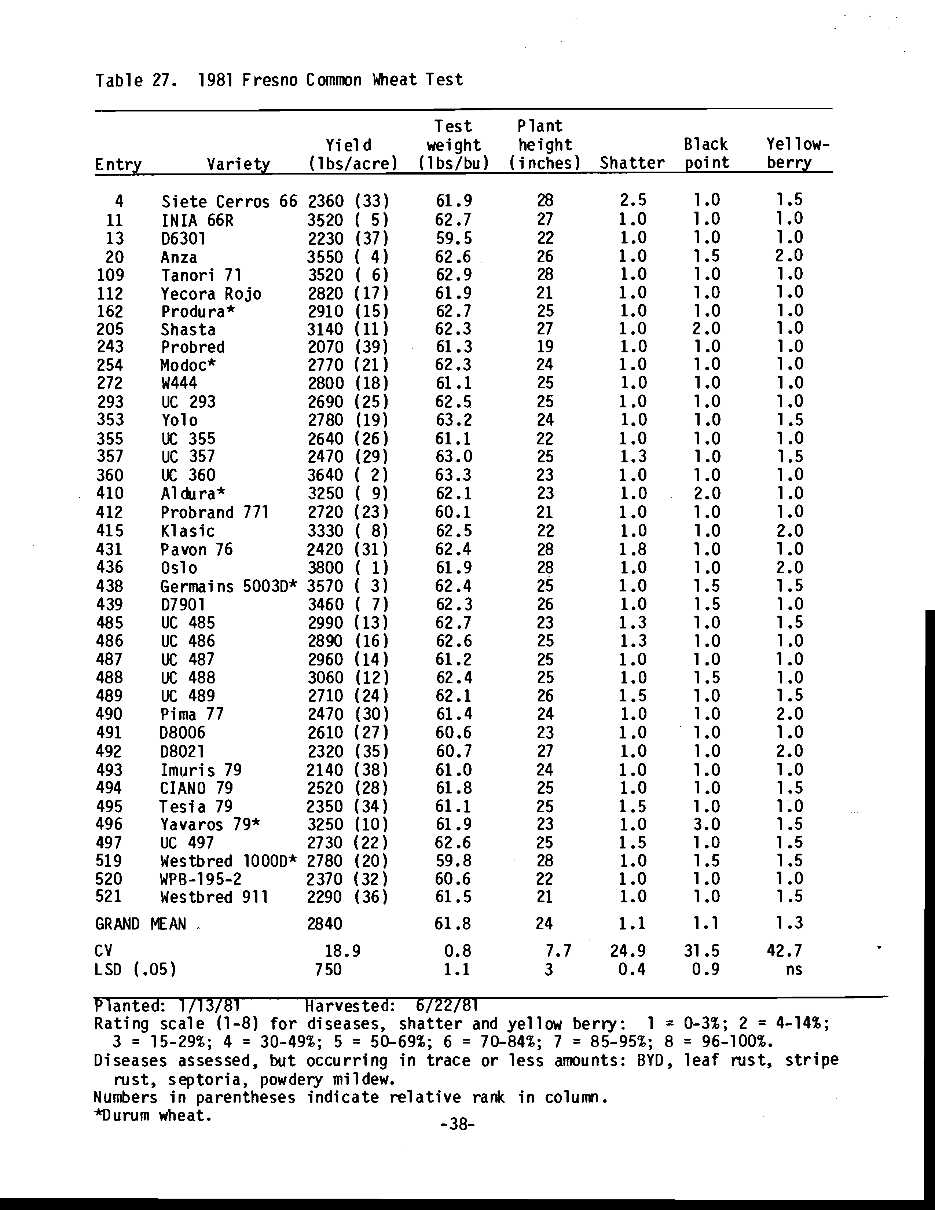 Table 27. 1981 Fresno Common Wheat Test
Test Plant
Yield weight height Black Yellow-
Entry Variety (lbs/acre) (lbs/bu) (inches) Shatter point berry
4 Siete Cerros 66 2360 (33) 61.9 28 2.5 1.0 1.5
11 INIA 66R 3520 ( 5) 62.7 27 1.0 1.0 1.0
13 D6301 2230 (37) 59.5 22 1.0 1.0 1.0
20 Anza 3550 ( 4) 62.6 26 1.0 1.5 2.0
109 Tanori 71 3520 ( 6) 62.9 28 1.0 1.0 1.0
112 Yecora Rojo 2820 (17) 61.9 21 1.0 1.0 1.0
162 Produra* 2910 (15) 62.7 25 1.0 1.0 1.0
205 Shasta 3140 (11) 62.3 27 1.0 2.0 1.0
243 Probred 2070 (39) 61.3 19 1.0 1.0 1.0
254 Modoc* 2770 (21) 62.3 24 1.0 1.0 1.0
272 W444 2800 (18) 61.1 25 1.0 1.0 1.0
293 UC 293 2690 (25) 62.5 25 1.0 1.0 1.0
353 Yolo 2780 (19) 63.2 24 1.0 1.0 1.5
355 UC 355 2640 (26) 61.1 22 1.0 1.0 1.0
357 UC 357 2470 (29) 63.0 25 1.3 1.0 1.5
360 UC 360 3640 ( 2) 63.3 23 1.0 1.0 1.0
410 Aldura* 3250 ( 9) 62.1 23 1.0 2.0 1.0
412 Probrand 771 2720 (23) 60.1 21 1.0 1.0 1.0
415 Klasic 3330 ( 8) 62.5 22 1.0 1.0 2.0
431 Pavon 76 2420 (31) 62.4 28 1.8 1.0 1.0
436 Oslo 3800 ( 1) 61.9 28 1.0 1.0 2.0
438 Germains 5003D* 3570 ( 3) 62.4 25 1.0 1.5 1.5
439 D7901 3460 ( 7) 62.3 26 1.0 1.5 1.0
485 UC 485 2990 (13) 62.7 23 1.3 1.0 1.5
486 UC 486 2890 (16) 62.6 25 1.3 1.0 1.0
487 UC 487 2960 (14) 61.2 25 1.0 1.0 1.0
488 UC 488 3060 (12) 62.4 25 1.0 1.5 1.0
489 UC 489 2710 (24) 62.1 26 1.5 1.0 1.5
490 Pima 77 2470 (30) 61.4 24 1.0 1.0 2.0
491 D8006 2610 (27) 60.6 23 1.0 1.0 1.0
492 D8021 2320 (35) 60.7 27 1.0 1.0 2.0
493 Imuris 79 2140 (38) 61.0 24 1.0 1.0 1.0
494 CIANO 79 2520 (28) 61.8 25 1.0 1.0 1.5
495 Tesia 79 2350 (34) 61.1 25 1.5 1.0 1.0
496 Yavaros 79* 3250 (10) 61.9 23 1.0 3.0 1.5
497 UC 497 2730 (22) 62.6 25 1.5 1.0 1.5
519 Westbred 1000D* 2780 (20) 59.8 28 1.0 1.5 1.5
520 WPB-195-2 2370 (32) 60.6 22 1.0 1.0 1.0
521 Westbred 911 2290 (36) 61.5 21 1.0 1.0 1.5
GRAND MEAN 2840 61.8 24 1.1 1.1 1.3
CV 18.9 0.8 7.7 24.9 31.5 42.7
LSD (.05) 750 1.1 3 0.4 0.9 ns
Planted: 1/13/81 Harvested: 6/22/81
Rating scale (1-8) for diseases, shatter and yellow berry: 1 = 0-3%; 2 = 4-14%;
3 = 15-29%; 4 = 30-49%; 5 = 50-69%; 6 = 70-84%; 7 = 85-95%; 8 = 96-100%.
Diseases assessed, but occurring in trace or less amounts: BYD, leaf rust, stripe
rust, septoria, powdery mildew.
Numbers in parentheses indicate relative rank in column.
*Durum wheat.
-38-